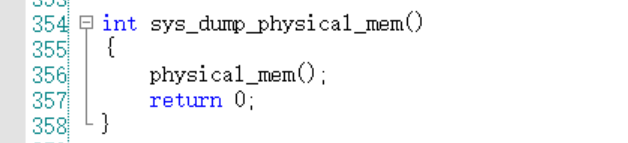 354 int sys_dump_physical_mem()
355 {
356 physical_mem();
357 return 0;
358 }